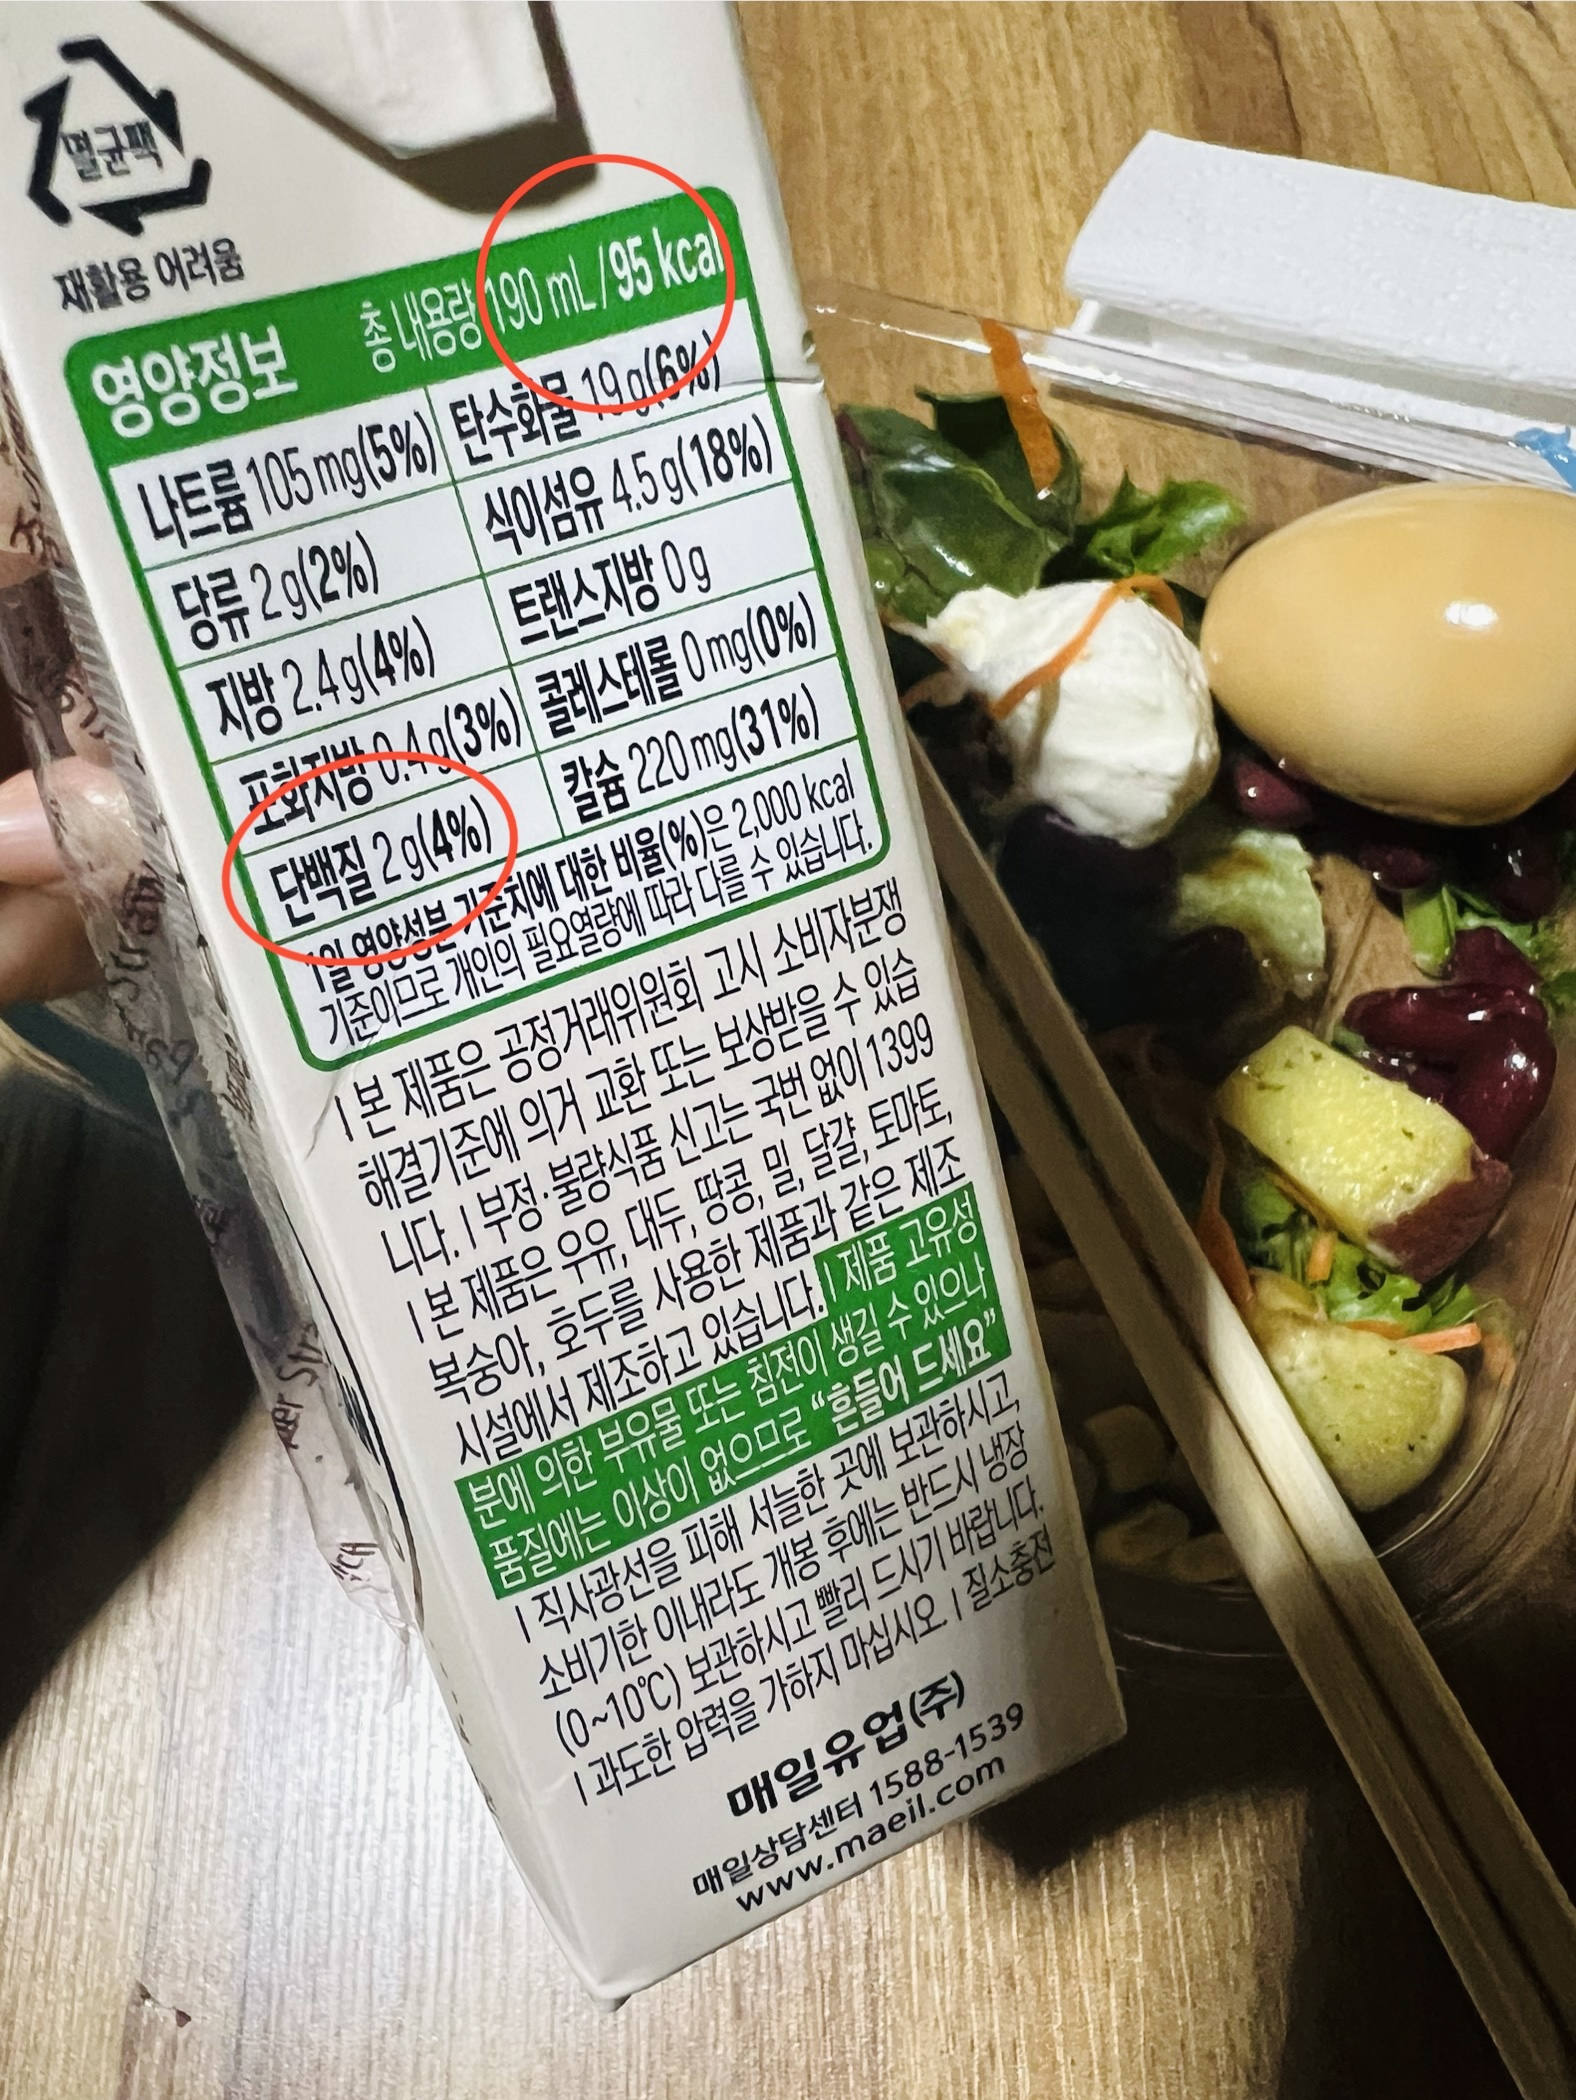 멸균팩
재활용 어려움
영양정보 총 내용량 190 mL / 95 kcal
나트륨 105 mg(5%) 탄수화물 19 g(6%)
당류 2 g(2%) 식이섬유 4.5 g(18%)
지방 2.4 g(4%) 트랜스지방 0 g
포화지방 0.4 g(3%) 콜레스테롤 0 mg(0%)
단백질 2 g(4%) 칼슘 220 mg(31%)
1일 영양성분 기준치에 대한 비율(%)은 2,000 kcal
기준이므로 개인의 필요열량에 따라 다를 수 있습니다.
| 본 제품은 공정거래위원회 고시 소비자분쟁
해결기준에 의거 교환 또는 보상받을 수 있습
니다. | 부정·불량식품 신고는 국번 없이 1399
| 본 제품은 우유, 대두, 땅콩, 밀, 달걀, 토마토,
복숭아, 호두를 사용한 제품과 같은 제조
시설에서 제조하고 있습니다. | 제품 고유성
분에 의한 부유물 또는 침전이 생길 수 있으나
품질에는 이상이 없으므로 “흔들어 드세요”
| 직사광선을 피해 서늘한 곳에 보관하시고,
소비기한 이내라도 개봉 후에는 반드시 냉장
(0~10℃) 보관하시고 빨리 드시기 바랍니다.
| 과도한 압력을 가하지 마십시오. | 질소충전
매일유업(주)
매일상담센터 1588-1539
www.maeil.com